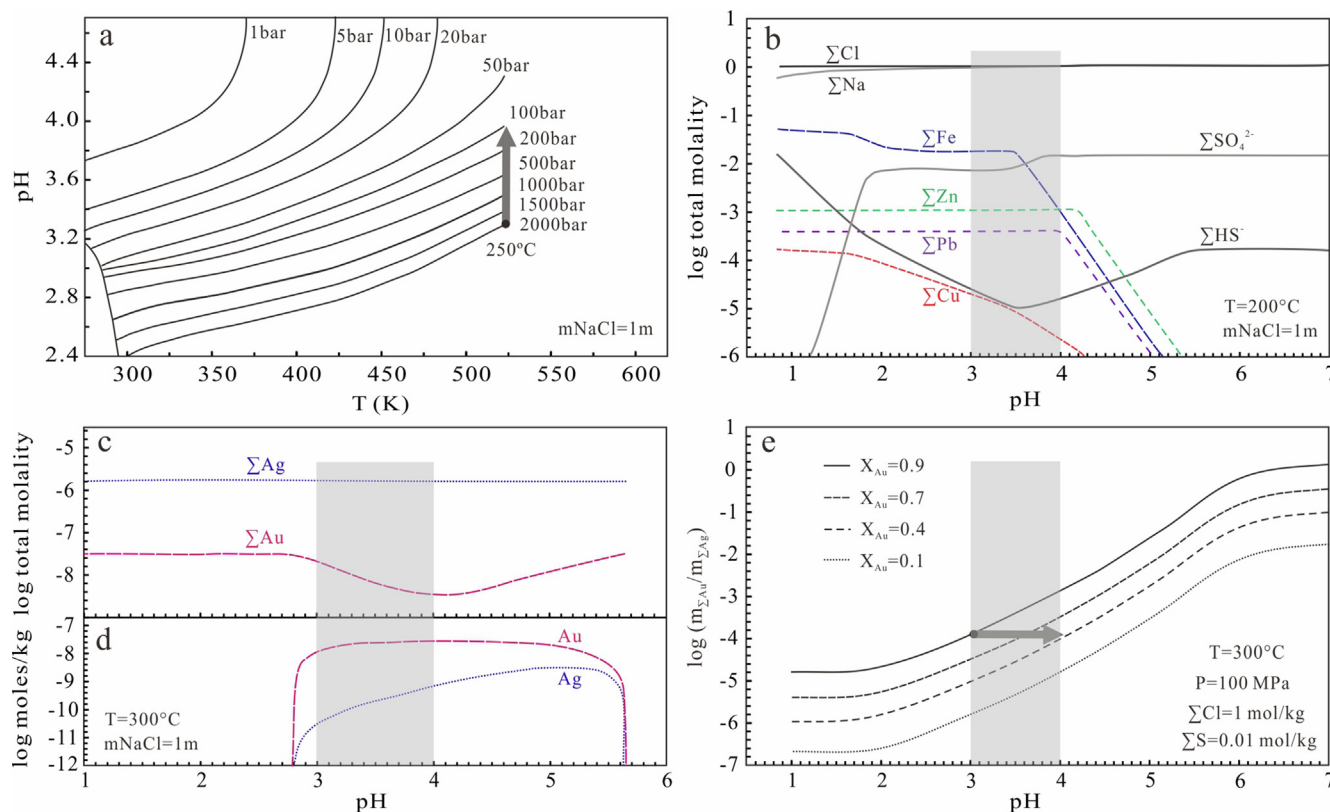 a
1bar
5bar
10bar
20bar
50bar
100bar
200bar
500bar
1000bar
1500bar
2000bar
250°C
mNaCl=1m
pH
4.4
4.0
3.6
3.2
2.8
2.4
300
350
400
450
500
550
600
T (K)
b
∑Cl
∑Na
∑Fe
∑SO₄²⁻
∑Zn
∑Pb
∑HS⁻
∑Cu
T=200°C
mNaCl=1m
log total molality
1
0
-1
-2
-3
-4
-5
-6
1
2
3
4
5
6
7
pH
c
∑Ag
∑Au
log total molality
-5
-6
-7
-8
d
Au
Ag
T=300°C
mNaCl=1m
log moles/kg
-7
-8
-9
-10
-11
-12
1
2
3
4
5
6
pH
e
X_Au=0.9
X_Au=0.7
X_Au=0.4
X_Au=0.1
T=300°C
P=100 MPa
∑Cl=1 mol/kg
∑S=0.01 mol/kg
log (m∑Au/m∑Ag)
1
0
-1
-2
-3
-4
-5
-6
-7
1
2
3
4
5
6
7
pH